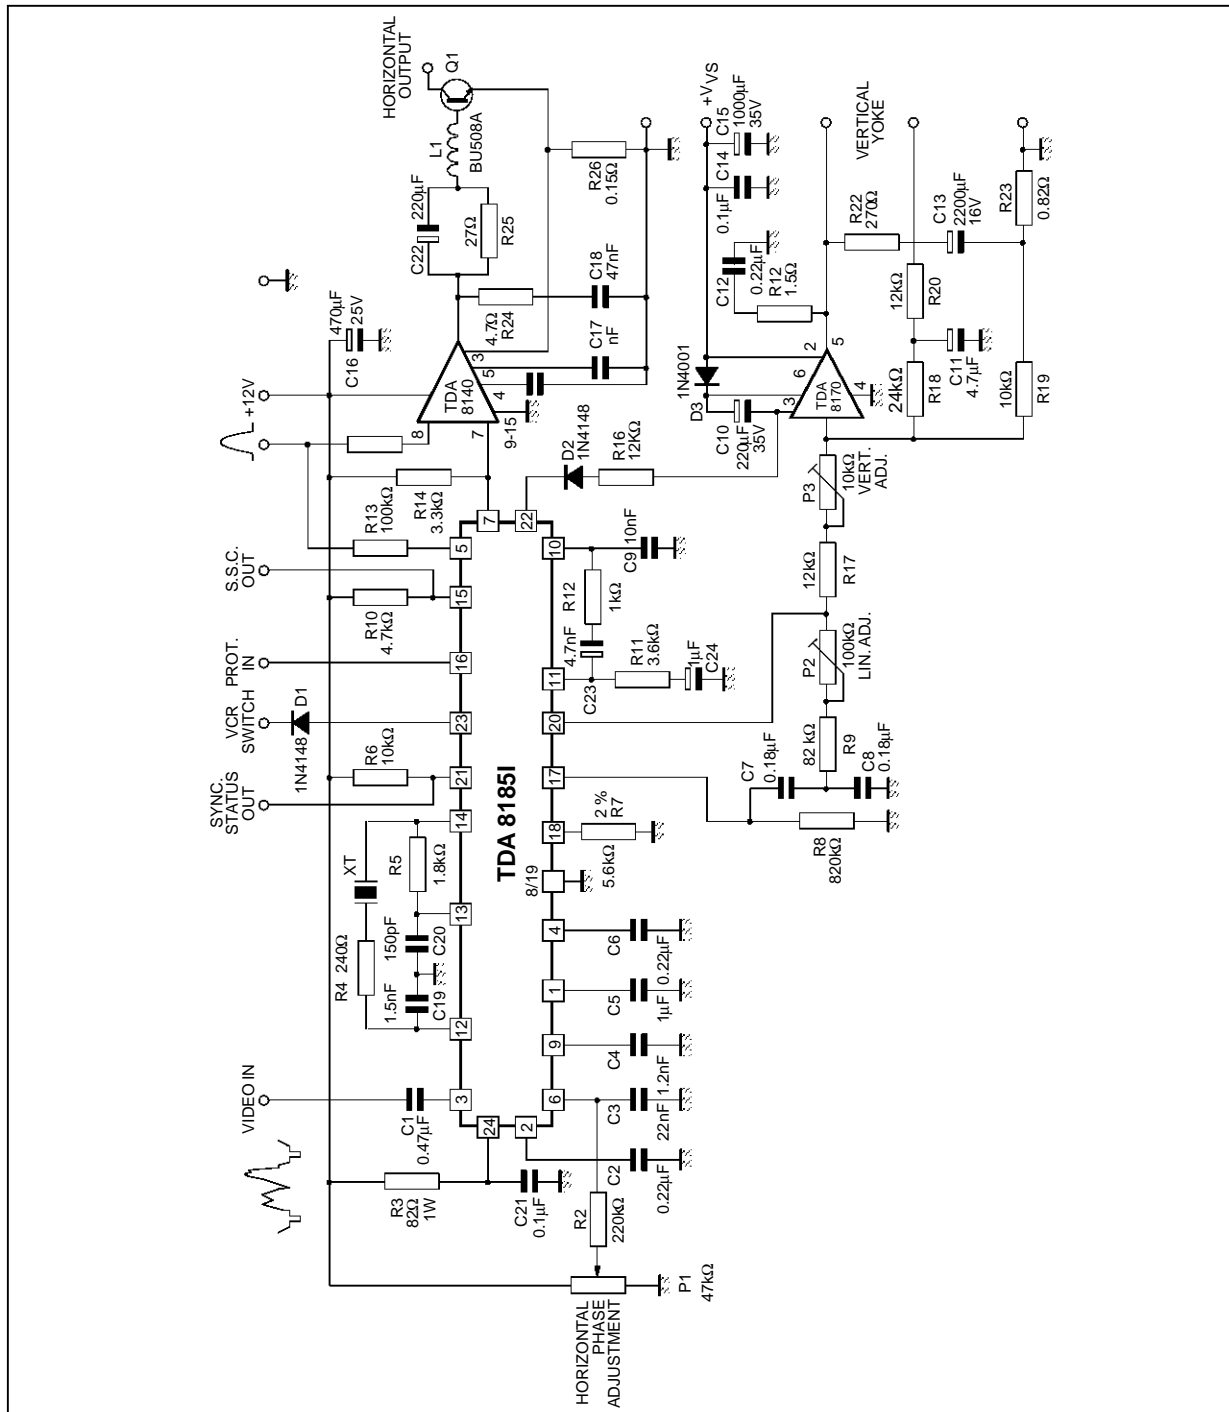 HORIZONTAL
OUTPUT
Q1
L1
BU508A
220µF
C22
27Ω
R25
R26
0.15Ω
C18
47nF
4.7Ω
R24
C17
nF
470µF
25V
C16
+12V
TDA
8140
3
5
4
8
7
9-15
+VVS
C15
1000µF
35V
C14
0.1µF
VERTICAL
YOKE
R22
270Ω
C13
2200µF
16V
R23
0.82Ω
C12
0.22µF
R12
1.5Ω
12kΩ
R20
1N4001
D3
2
5
6
3
4
TDA
8170
C10
220µF
35V
24kΩ
R18
C11
4.7µF
10kΩ
R19
D2
1N4148
R16
12KΩ
P3
10kΩ
VERT.
ADJ.
R13
100kΩ
R14
3.3kΩ
S.S.C.
OUT
R10
4.7kΩ
PROT.
IN
VCR
SWITCH
D1
1N4148
R6
10kΩ
SYNC.
STATUS
OUT
7
22
5
15
16
23
21
14
13
12
3
24
2
10
11
20
17
18
8/19
4
1
9
6
TDA 8185I
C9
10nF
R12
1kΩ
4.7nF
C23
R11
3.6kΩ
1µF
C24
12kΩ
R17
P2
100kΩ
LIN. ADJ.
82 kΩ
R9
C7
0.18µF
C8
0.18µF
R8
820kΩ
2 %
R7
5.6kΩ
XT
R5
1.8kΩ
R4
240Ω
150pF
C20
1.5nF
C19
C6
0.22µF
C5
1µF
C4
1.2nF
C3
22nF
C2
0.22µF
VIDEO IN
C1
0.47µF
R3
82Ω
1W
C21
0.1µF
R2
220kΩ
P1
47kΩ
HORIZONTAL
PHASE
ADJUSTMENT